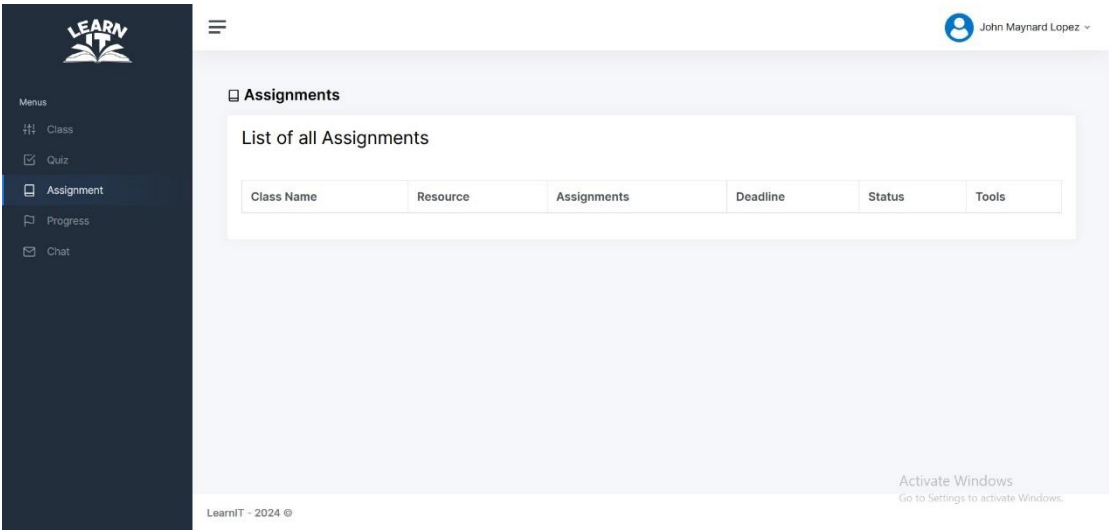 LEARN
IT
John Maynard Lopez
Menus
Class
Quiz
Assignment
Progress
Chat
Assignments
List of all Assignments
Class Name Resource Assignments Deadline Status Tools
Activate Windows
Go to Settings to activate Windows.
LearnIT - 2024 ©